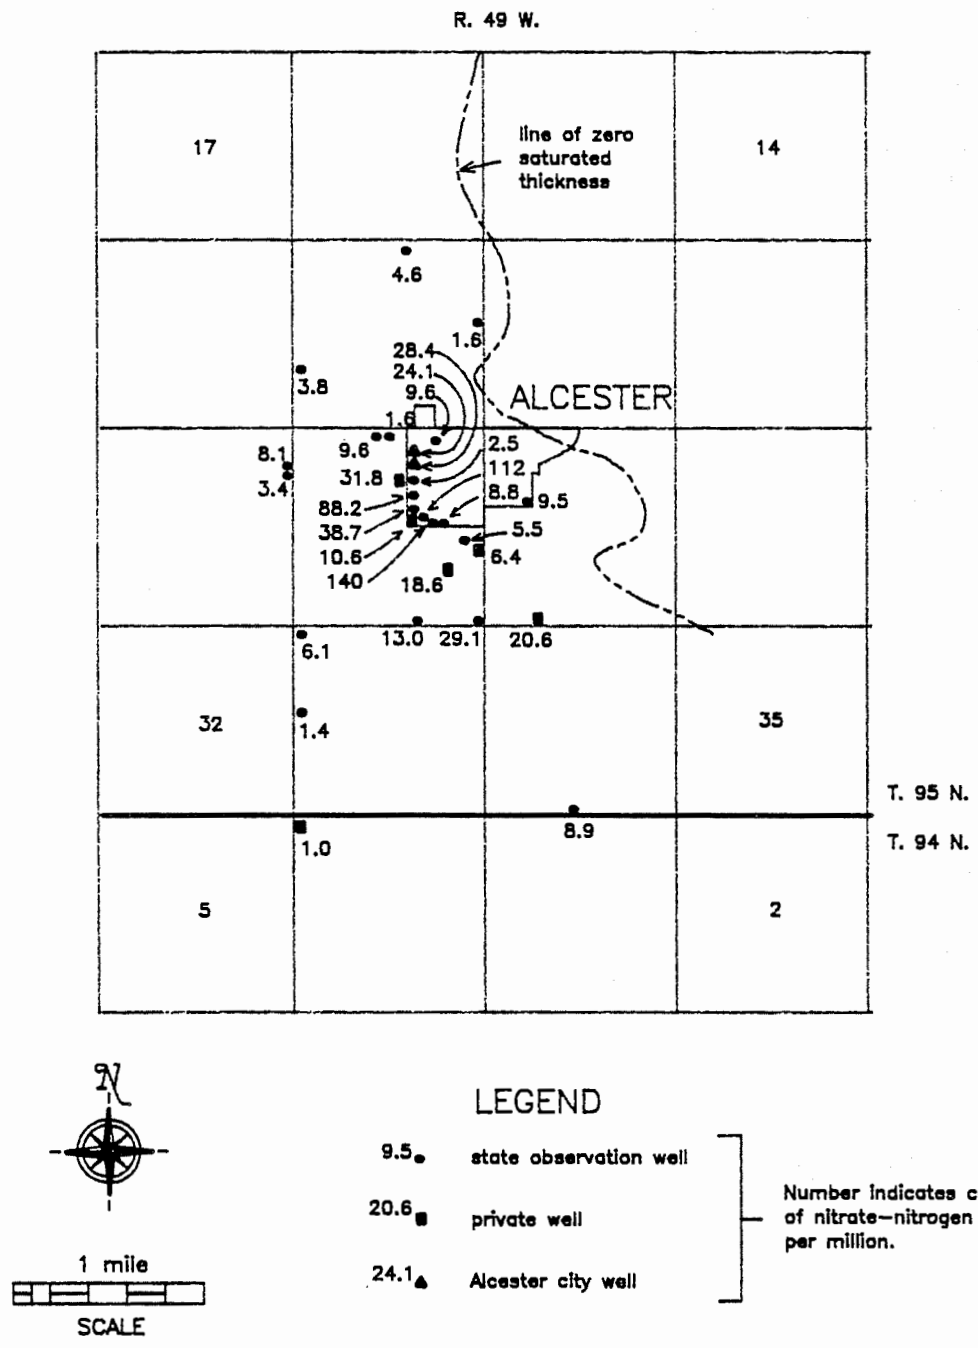 R. 49 W.
17
line of zero
saturated
thickness
14
4.6
1.6
28.4
24.1
3.8
9.6
ALCESTER
1.6
9.6
2.5
8.1
112
31.8
3.4
8.8
9.5
88.2
38.7
5.5
10.6
6.4
140
18.6
13.0
29.1
20.6
6.1
32
1.4
35
T. 95 N.
8.9
T. 94 N.
1.0
5
2
N
LEGEND
9.5
state observation well
20.6
private well
Number indicates c
of nitrate-nitrogen
per million.
1 mile
24.1
Alcester city well
SCALE